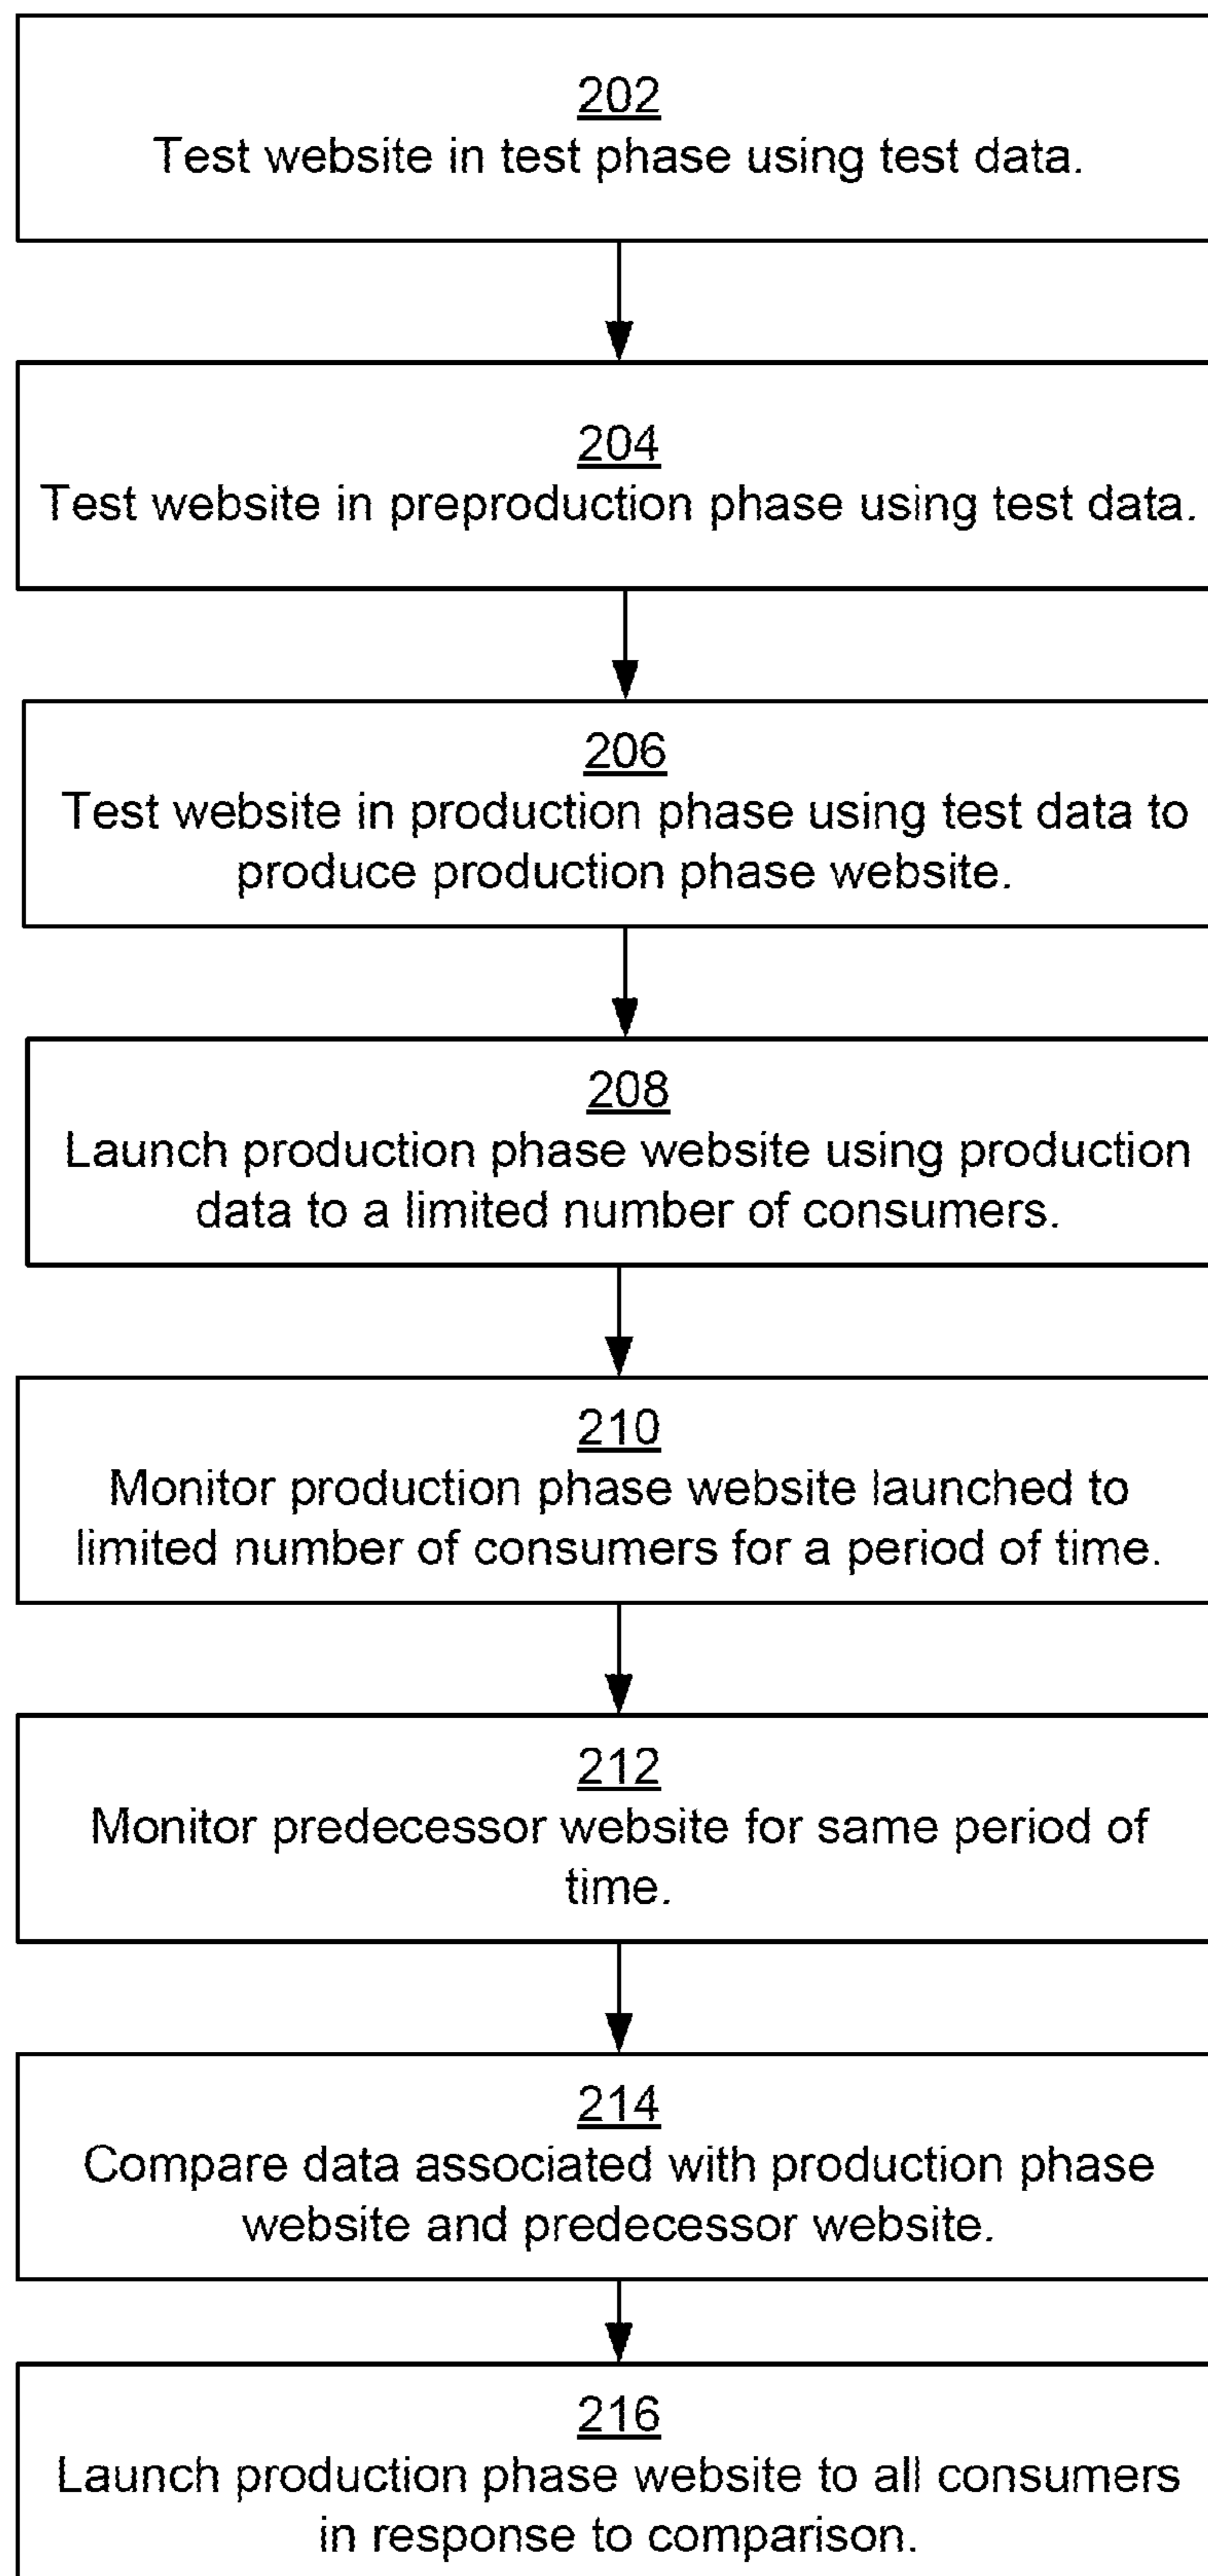 202
Test website in test phase using test data.
204
Test website in preproduction phase using test data.
206
Test website in production phase using test data to
produce production phase website.
208
Launch production phase website using production
data to a limited number of consumers.
210
Monitor production phase website launched to
limited number of consumers for a period of time.
212
Monitor predecessor website for same period of
time.
214
Compare data associated with production phase
website and predecessor website.
216
Launch production phase website to all consumers
in response to comparison.